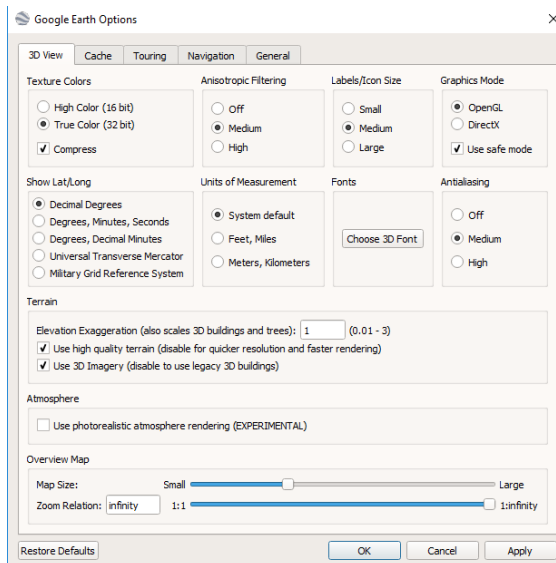 Google Earth Options
3D View Cache Touring Navigation General
Texture Colors Anisotropic Filtering Labels/Icon Size Graphics Mode
High Color (16 bit) Off Small OpenGL
True Color (32 bit) Medium Medium DirectX
Compress High Large Use safe mode
Show Lat/Long Units of Measurement Fonts Antialiasing
Decimal Degrees System default Off
Degrees, Minutes, Seconds Feet, Miles Choose 3D Font Medium
Degrees, Decimal Minutes
Universal Transverse Mercator Meters, Kilometers High
Military Grid Reference System
Terrain
Elevation Exaggeration (also scales 3D buildings and trees): 1 (0.01 - 3)
Use high quality terrain (disable for quicker resolution and faster rendering)
Use 3D Imagery (disable to use legacy 3D buildings)
Atmosphere
Use photorealistic atmosphere rendering (EXPERIMENTAL)
Overview Map
Map Size: Small Large
Zoom Relation: infinity 1:1 1:infinity
Restore Defaults OK Cancel Apply